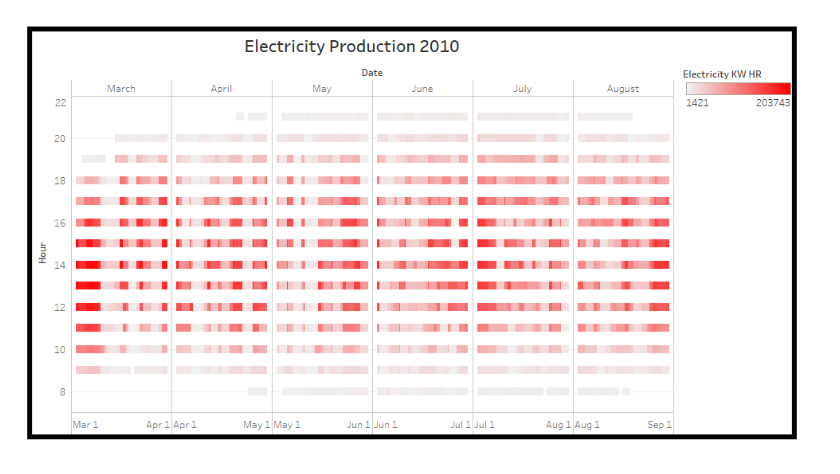 Electricity Production 2010
Date
March April May June July August
22
20
18
16
14
12
10
8
Hour
Mar 1 Apr 1 Apr 1 May 1 May 1 Jun 1 Jun 1 Jul 1 Jul 1 Aug 1 Aug 1 Sep 1
Electricity KW HR
1421 203743